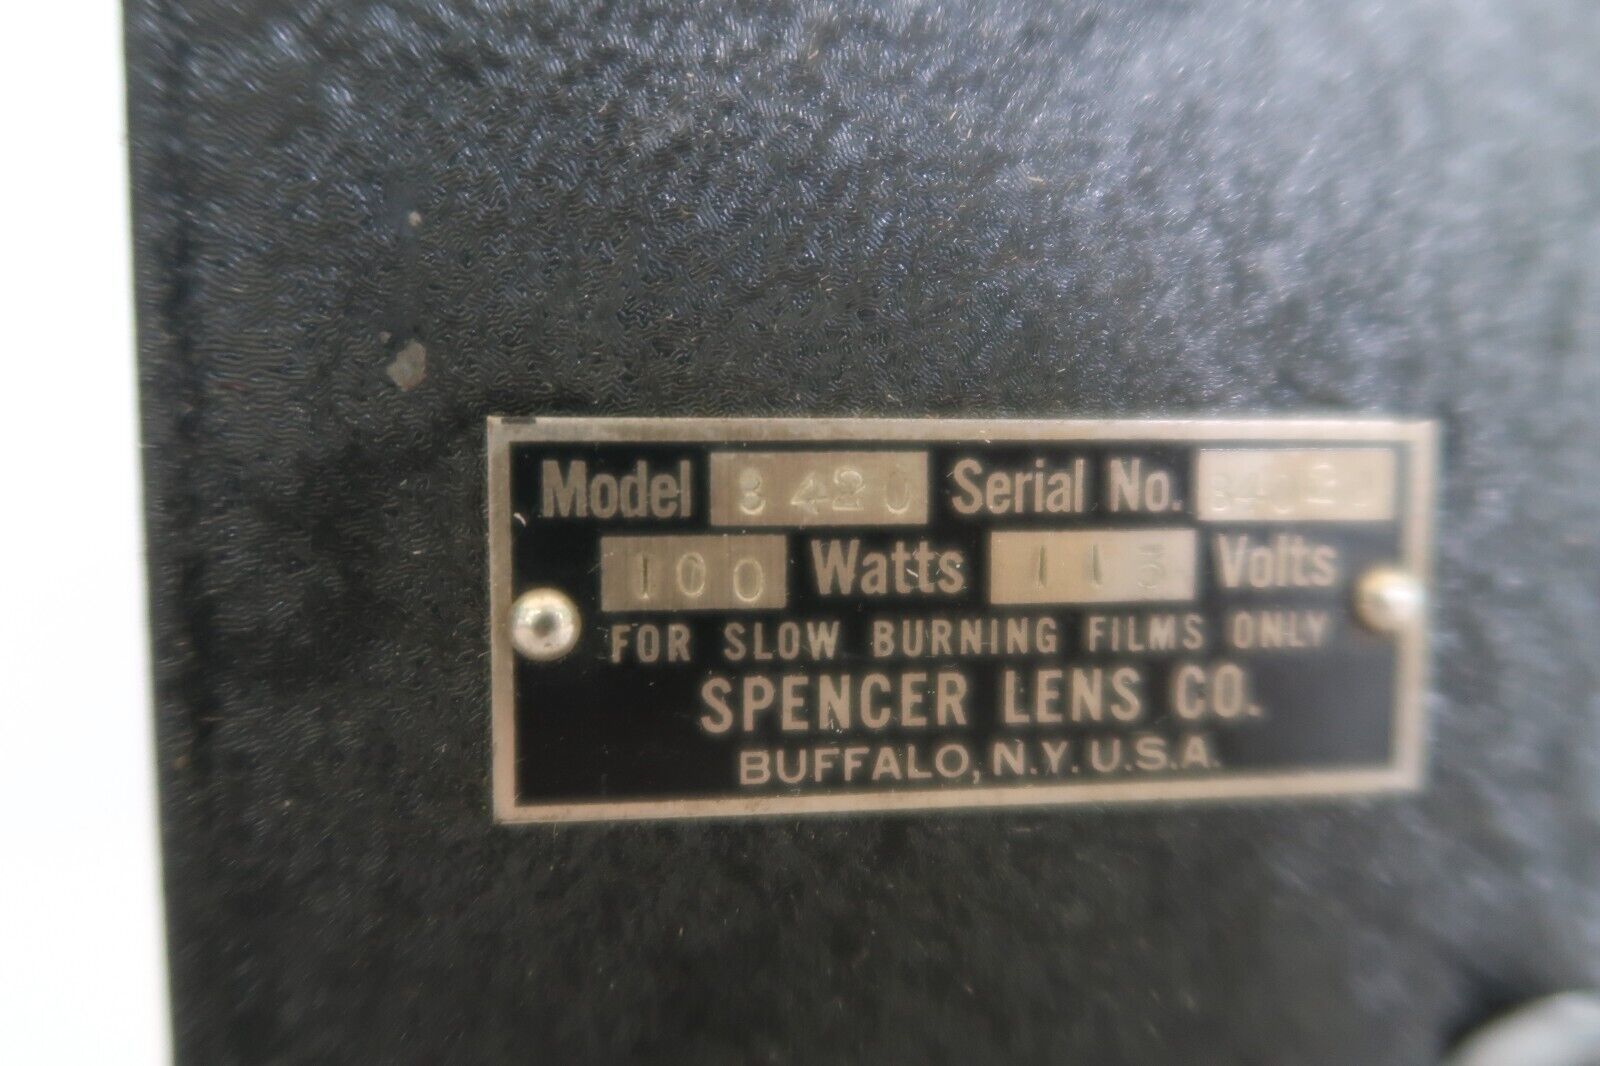 Model 3420 Serial No.
100 Watts 115 Volts
FOR SLOW BURNING FILMS ONLY
SPENCER LENS CO.
BUFFALO, N.Y. U.S.A.